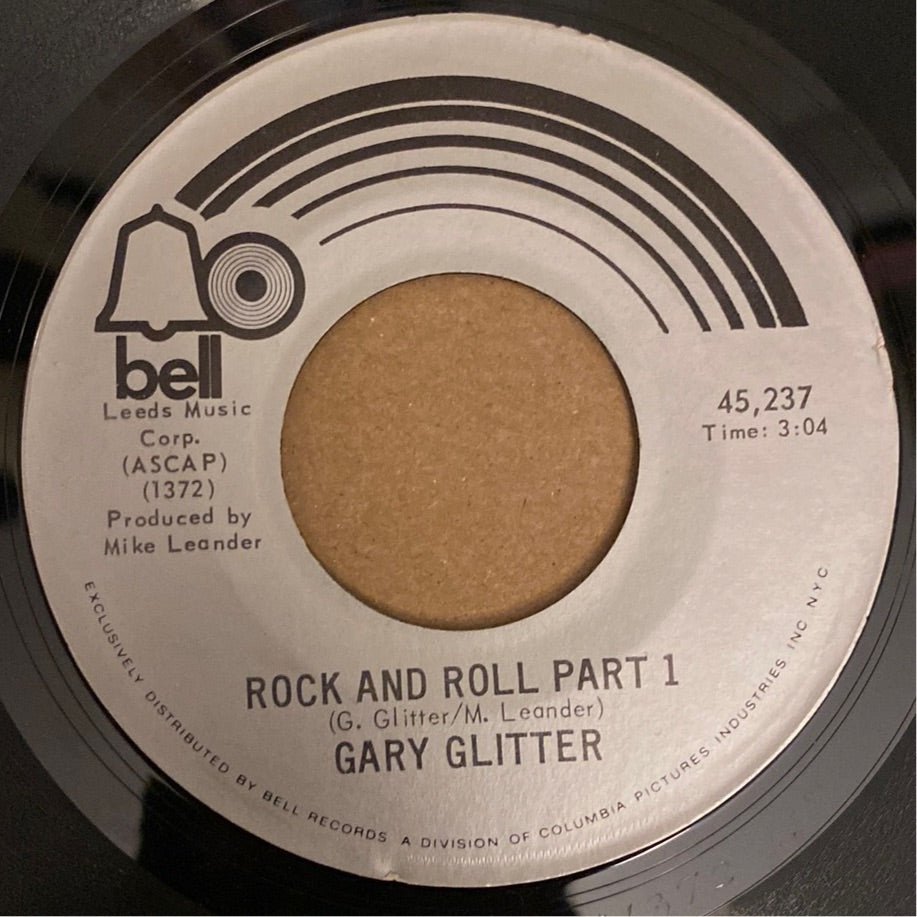 bell
Leeds Music
Corp.
(ASCAP)
(1372)
Produced by
Mike Leander
45,237
Time: 3:04
ROCK AND ROLL PART 1
(G. Glitter/M. Leander)
GARY GLITTER
EXCLUSIVELY DISTRIBUTED BY BELL RECORDS A DIVISION OF COLUMBIA PICTURES INDUSTRIES INC NYC